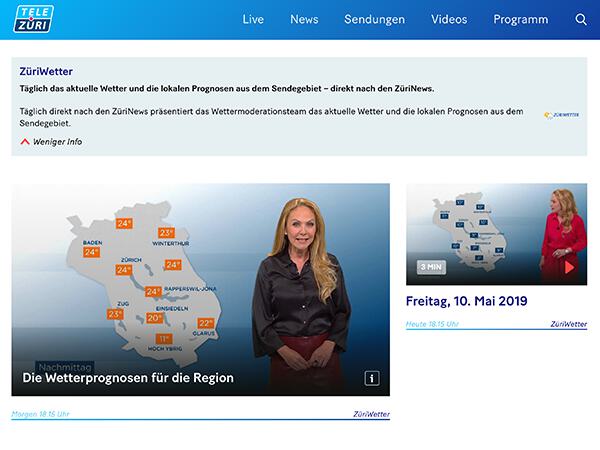 TELE
ZÜRI
Live News Sendungen Videos Programm
ZüriWetter
Täglich das aktuelle Wetter und die lokalen Prognosen aus dem Sendegebiet – direkt nach den ZüriNews.
Täglich direkt nach den ZüriNews präsentiert das Wettermoderationsteam das aktuelle Wetter und die lokalen Prognosen aus dem
Sendegebiet.
ZÜRIWETTER
Weniger Info
24°
23°
WINTERTHUR
BADEN
24°
ZÜRICH
24°
24°
RAPPERSWIL-JONA
ZUG
23°
EINSIEDELN
20°
22°
GLARUS
11°
HOCH YBRIG
Nachmittag
Die Wetterprognosen für die Region
i
Morgen 18:15 Uhr ZüriWetter
3 MIN
Freitag, 10. Mai 2019
Heute 18:15 Uhr ZüriWetter